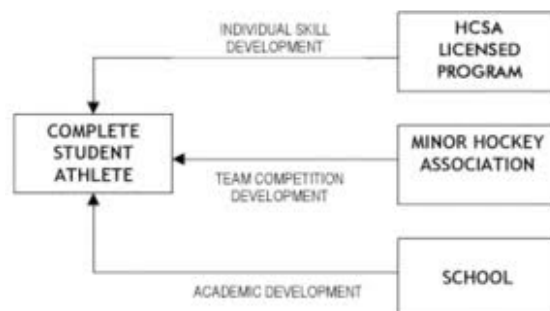 INDIVIDUAL SKILL
DEVELOPMENT
HCSA
LICENSED
PROGRAM
COMPLETE
STUDENT
ATHLETE
MINOR HOCKEY
ASSOCIATION
TEAM COMPETITION
DEVELOPMENT
SCHOOL
ACADEMIC DEVELOPMENT